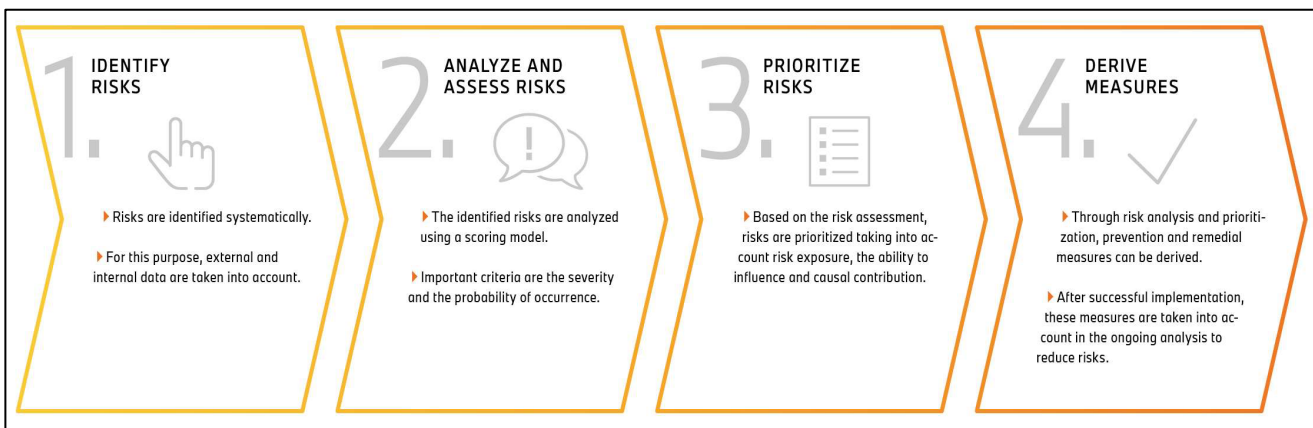 1.
IDENTIFY
RISKS
Risks are identified systematically.
For this purpose, external and
internal data are taken into account.
2.
ANALYZE AND
ASSESS RISKS
!
The identified risks are analyzed
using a scoring model.
Important criteria are the severity
and the probability of occurrence.
3.
PRIORITIZE
RISKS
Based on the risk assessment,
risks are prioritized taking into ac-
count risk exposure, the ability to
influence and causal contribution.
4.
DERIVE
MEASURES
Through risk analysis and prioriti-
zation, prevention and remedial
measures can be derived.
After successful implementation,
these measures are taken into ac-
count in the ongoing analysis to
reduce risks.